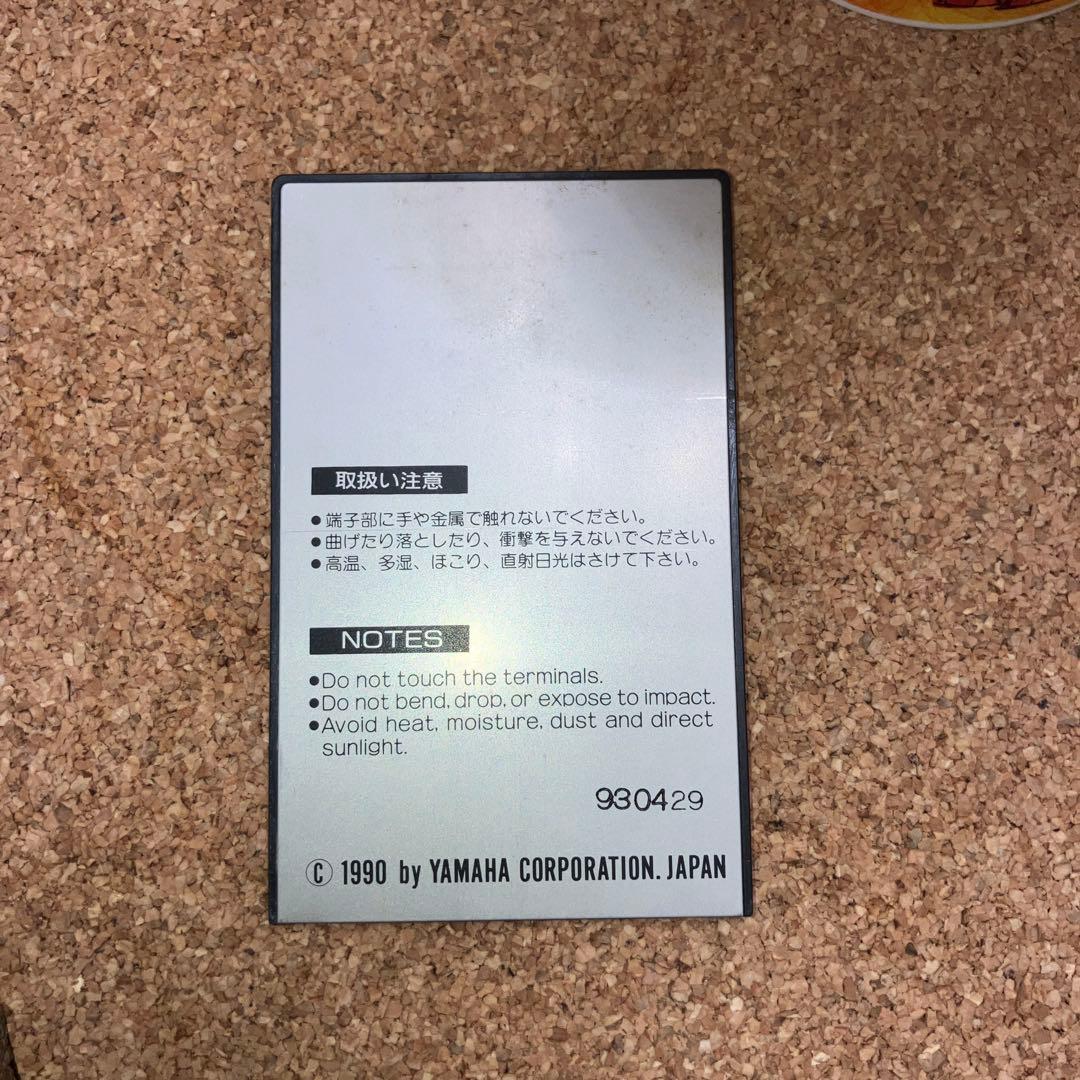 取扱い注意
●端子部に手や金属で触れないでください。
●曲げたり落としたり、衝撃を与えないでください。
●高温、多湿、ほこり、直射日光はさけて下さい。
NOTES
●Do not touch the terminals.
●Do not bend, drop, or expose to impact.
●Avoid heat, moisture, dust and direct
sunlight.
930429
© 1990 by YAMAHA CORPORATION. JAPAN